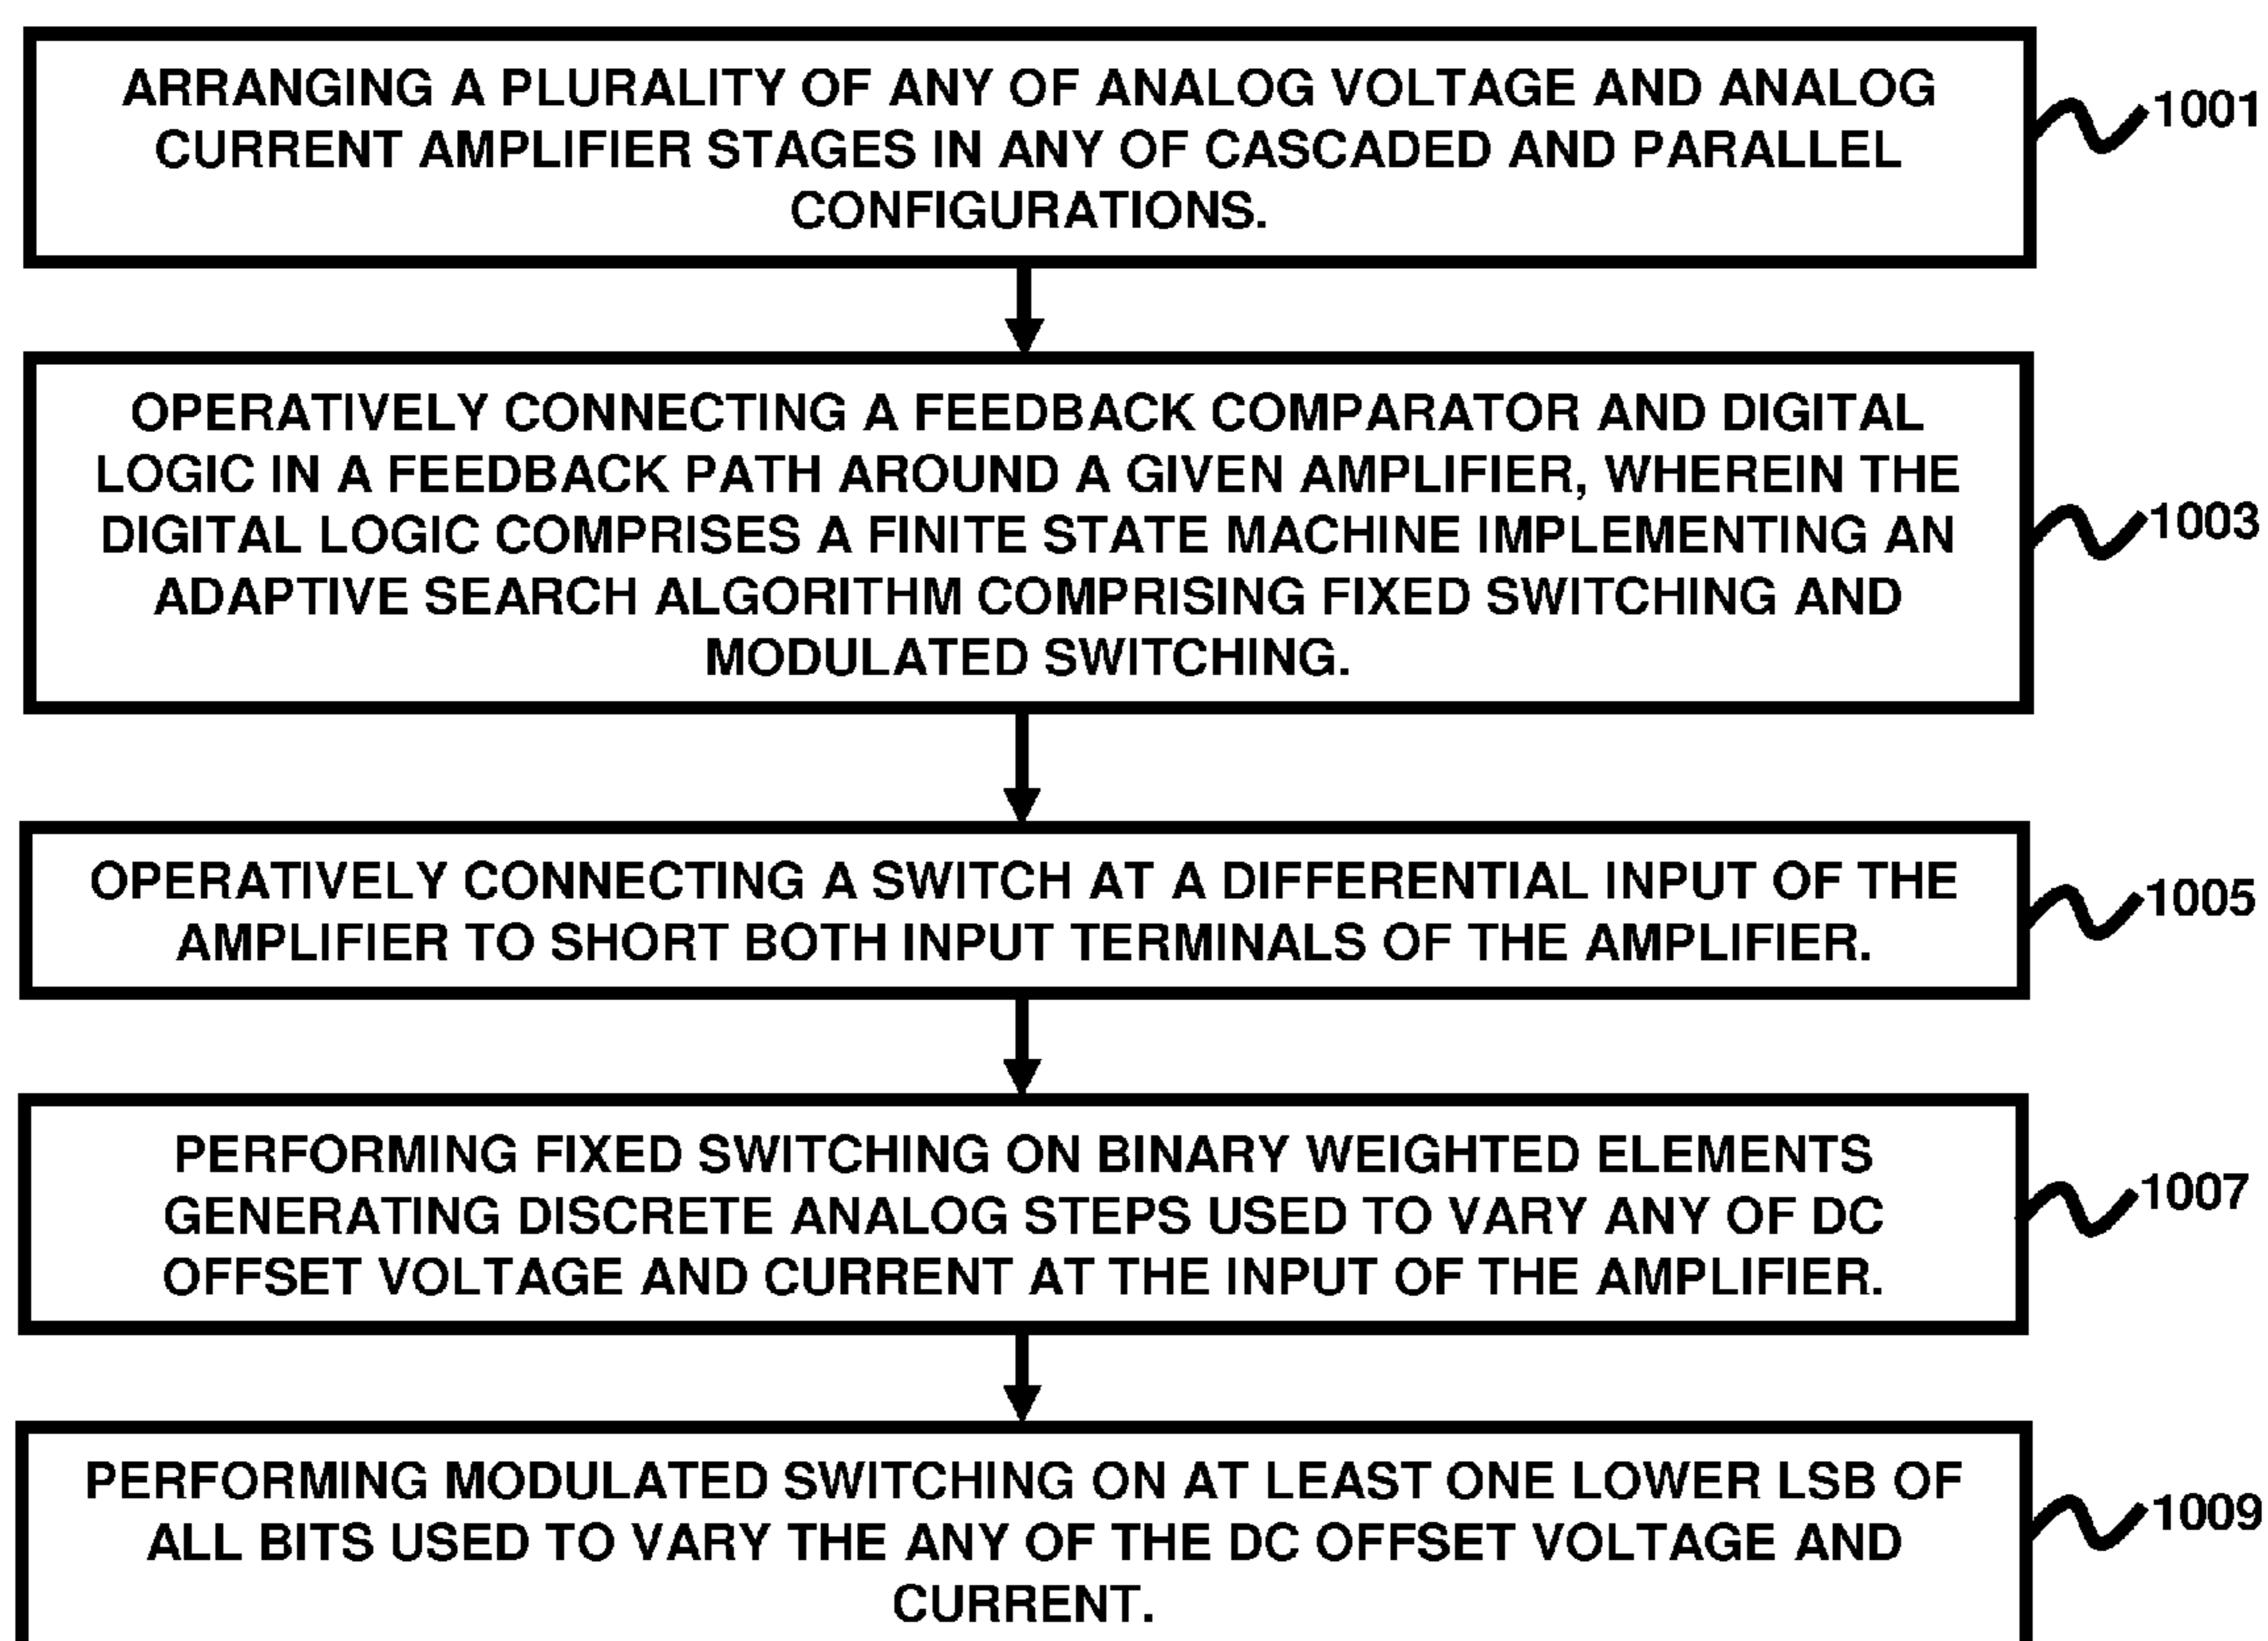 ARRANGING A PLURALITY OF ANY OF ANALOG VOLTAGE AND ANALOG
CURRENT AMPLIFIER STAGES IN ANY OF CASCADED AND PARALLEL
CONFIGURATIONS.
1001
OPERATIVELY CONNECTING A FEEDBACK COMPARATOR AND DIGITAL
LOGIC IN A FEEDBACK PATH AROUND A GIVEN AMPLIFIER, WHEREIN THE
DIGITAL LOGIC COMPRISES A FINITE STATE MACHINE IMPLEMENTING AN
ADAPTIVE SEARCH ALGORITHM COMPRISING FIXED SWITCHING AND
MODULATED SWITCHING.
1003
OPERATIVELY CONNECTING A SWITCH AT A DIFFERENTIAL INPUT OF THE
AMPLIFIER TO SHORT BOTH INPUT TERMINALS OF THE AMPLIFIER.
1005
PERFORMING FIXED SWITCHING ON BINARY WEIGHTED ELEMENTS
GENERATING DISCRETE ANALOG STEPS USED TO VARY ANY OF DC
OFFSET VOLTAGE AND CURRENT AT THE INPUT OF THE AMPLIFIER.
1007
PERFORMING MODULATED SWITCHING ON AT LEAST ONE LOWER LSB OF
ALL BITS USED TO VARY THE ANY OF THE DC OFFSET VOLTAGE AND
CURRENT.
1009